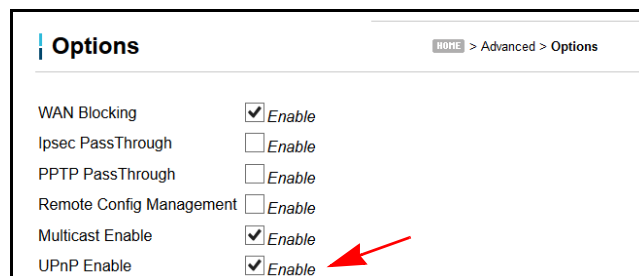 Options
HOME > Advanced > Options
WAN Blocking Enable
Ipsec PassThrough Enable
PPTP PassThrough Enable
Remote Config Management Enable
Multicast Enable Enable
UPnP Enable Enable